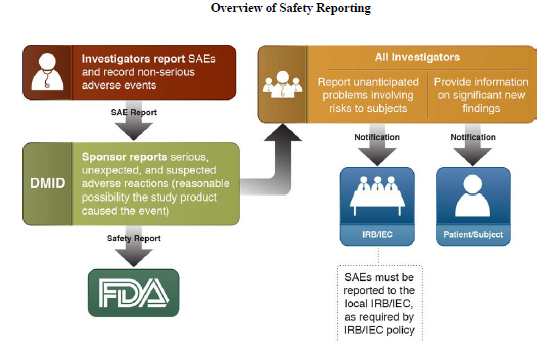 Overview of Safety Reporting
Investigators report SAEs
and record non-serious
adverse events
SAE Report
DMID
Sponsor reports serious,
unexpected, and suspected
adverse reactions (reasonable
possibility the study product
caused the event)
Safety Report
FDA
All Investigators
Report unanticipated
problems involving
risks to subjects
Provide information
on significant new
findings
Notification
Notification
IRB/IEC
Patient/Subject
SAEs must be
reported to the
local IRB/IEC,
as required by
IRB/IEC policy